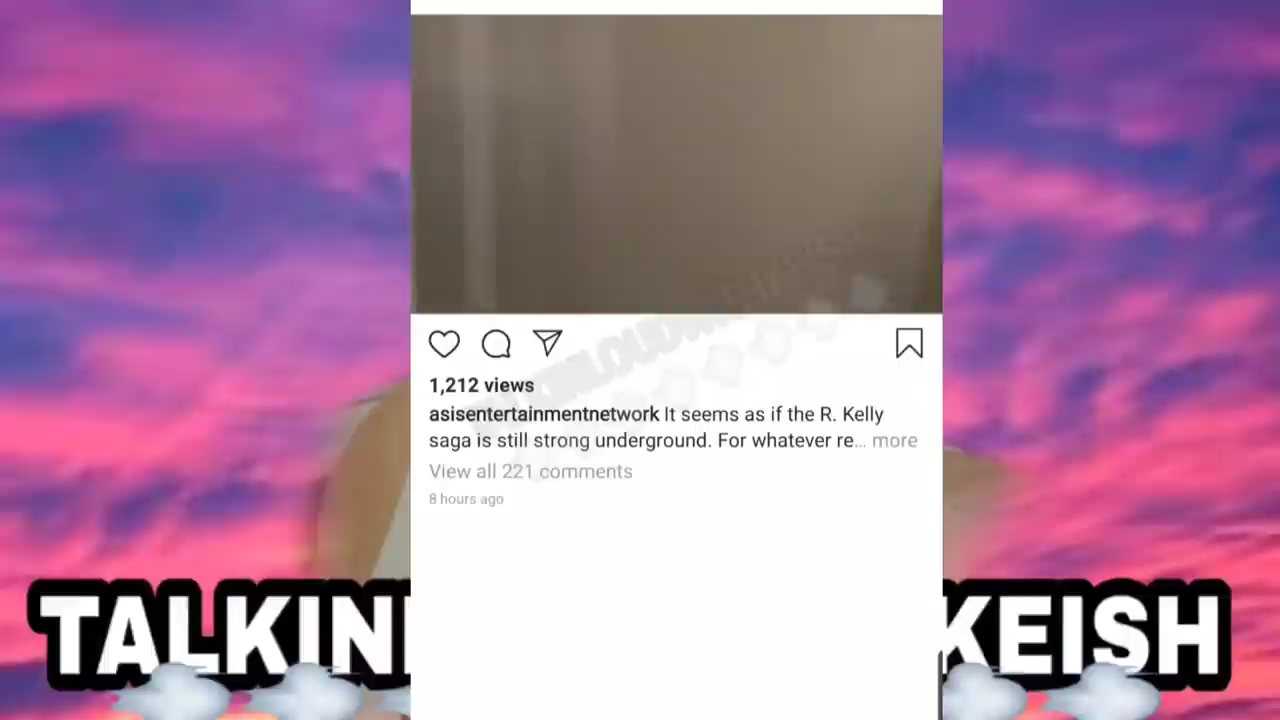 1,212 views
asisentertainmentnetwork It seems as if the R. Kelly
saga is still strong underground. For whatever re... more
View all 221 comments
8 hours ago
TALKIN KEISH